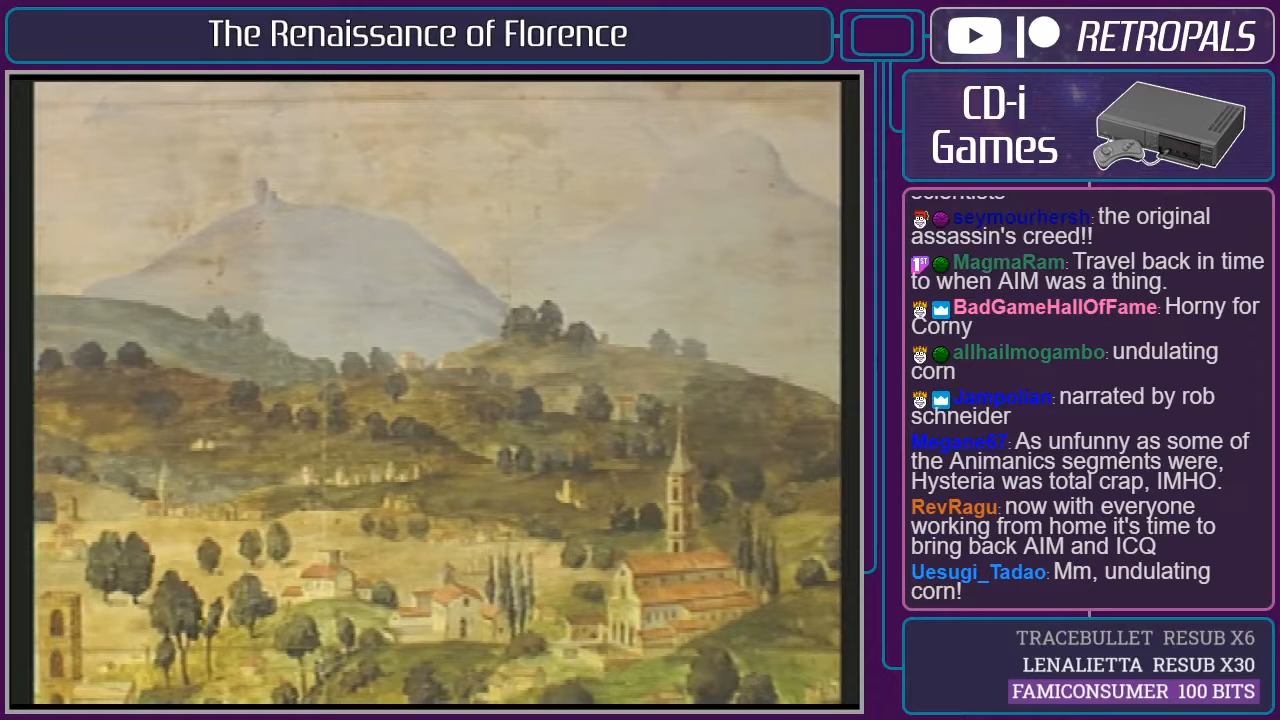 The Renaissance of Florence
RETROPALS
CD-i
Games
scientists
seymourhersh: the original
assassin's creed!!
1ST MagmaRam: Travel back in time
to when AIM was a thing.
BadGameHallOfFame: Horny for
Corny
allhailmogambo: undulating
corn
Jampolian: narrated by rob
schneider
Megane67: As unfunny as some of
the Animanics segments were,
Hysteria was total crap, IMHO.
RevRagu: now with everyone
working from home it's time to
bring back AIM and ICQ
Uesugi_Tadao: Mm, undulating
corn!
TRACEBULLET RESUB X6
LENALIETTA RESUB X30
FAMICONSUMER 100 BITS